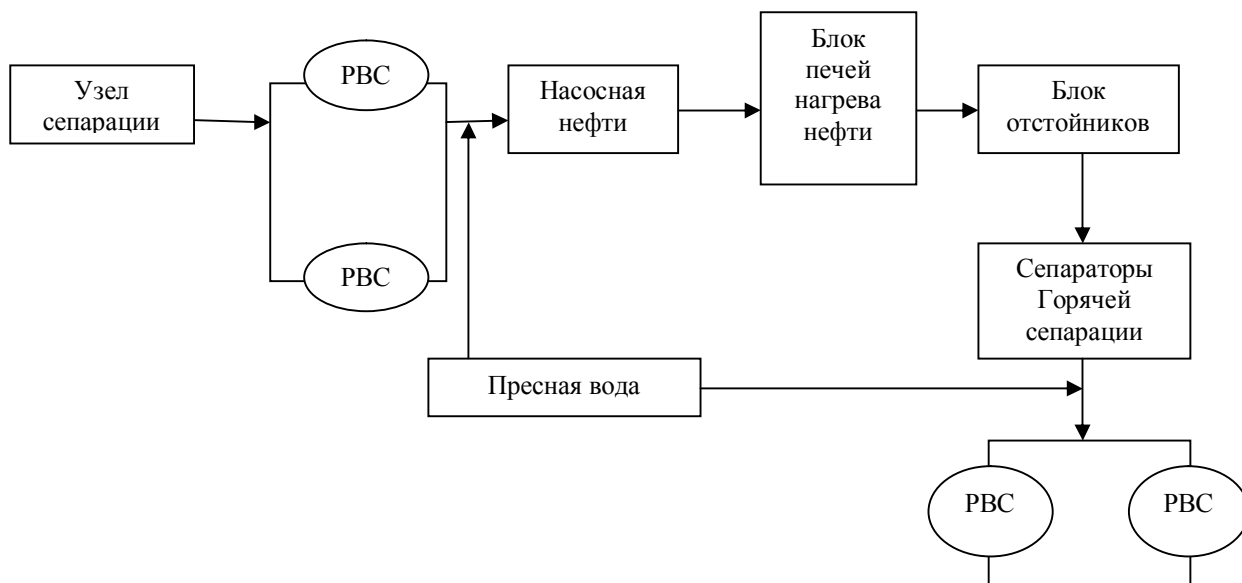 Узел
сепарации
РВС
РВС
Насосная
нефти
Блок
печей
нагрева
нефти
Блок
отстойников
Сепараторы
Горячей
сепарации
Пресная вода
РВС
РВС